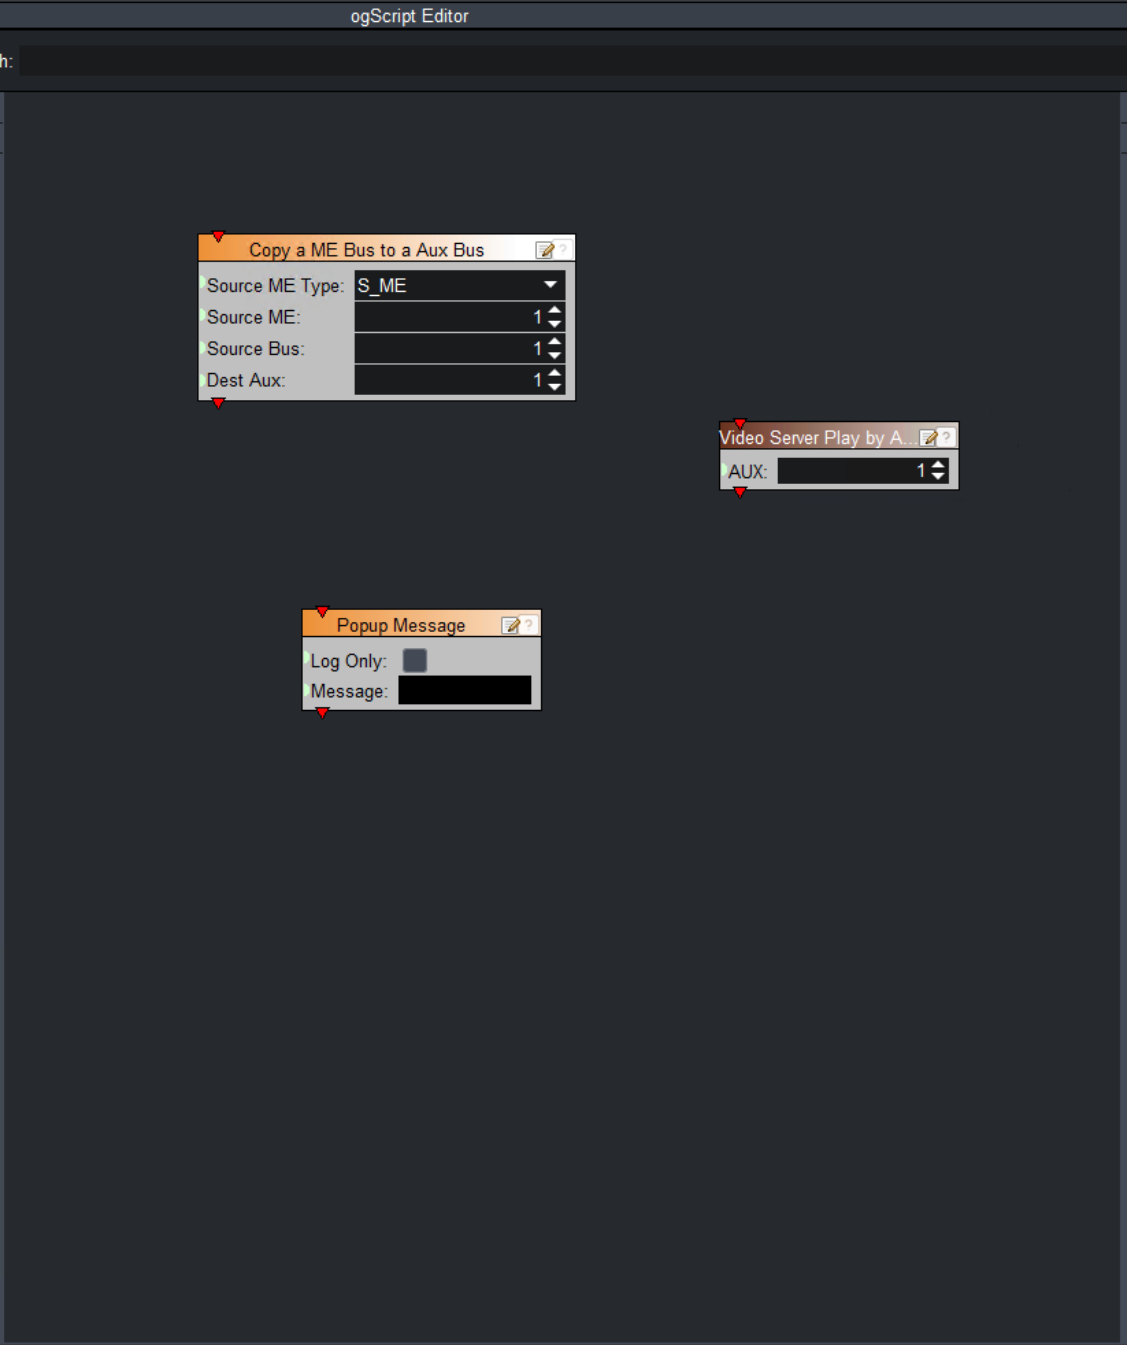 ogScript Editor
h:
Copy a ME Bus to a Aux Bus ?
Source ME Type: S_ME
Source ME: 1
Source Bus: 1
Dest Aux: 1
Video Server Play by A... ?
AUX: 1
Popup Message ?
Log Only:
Message: